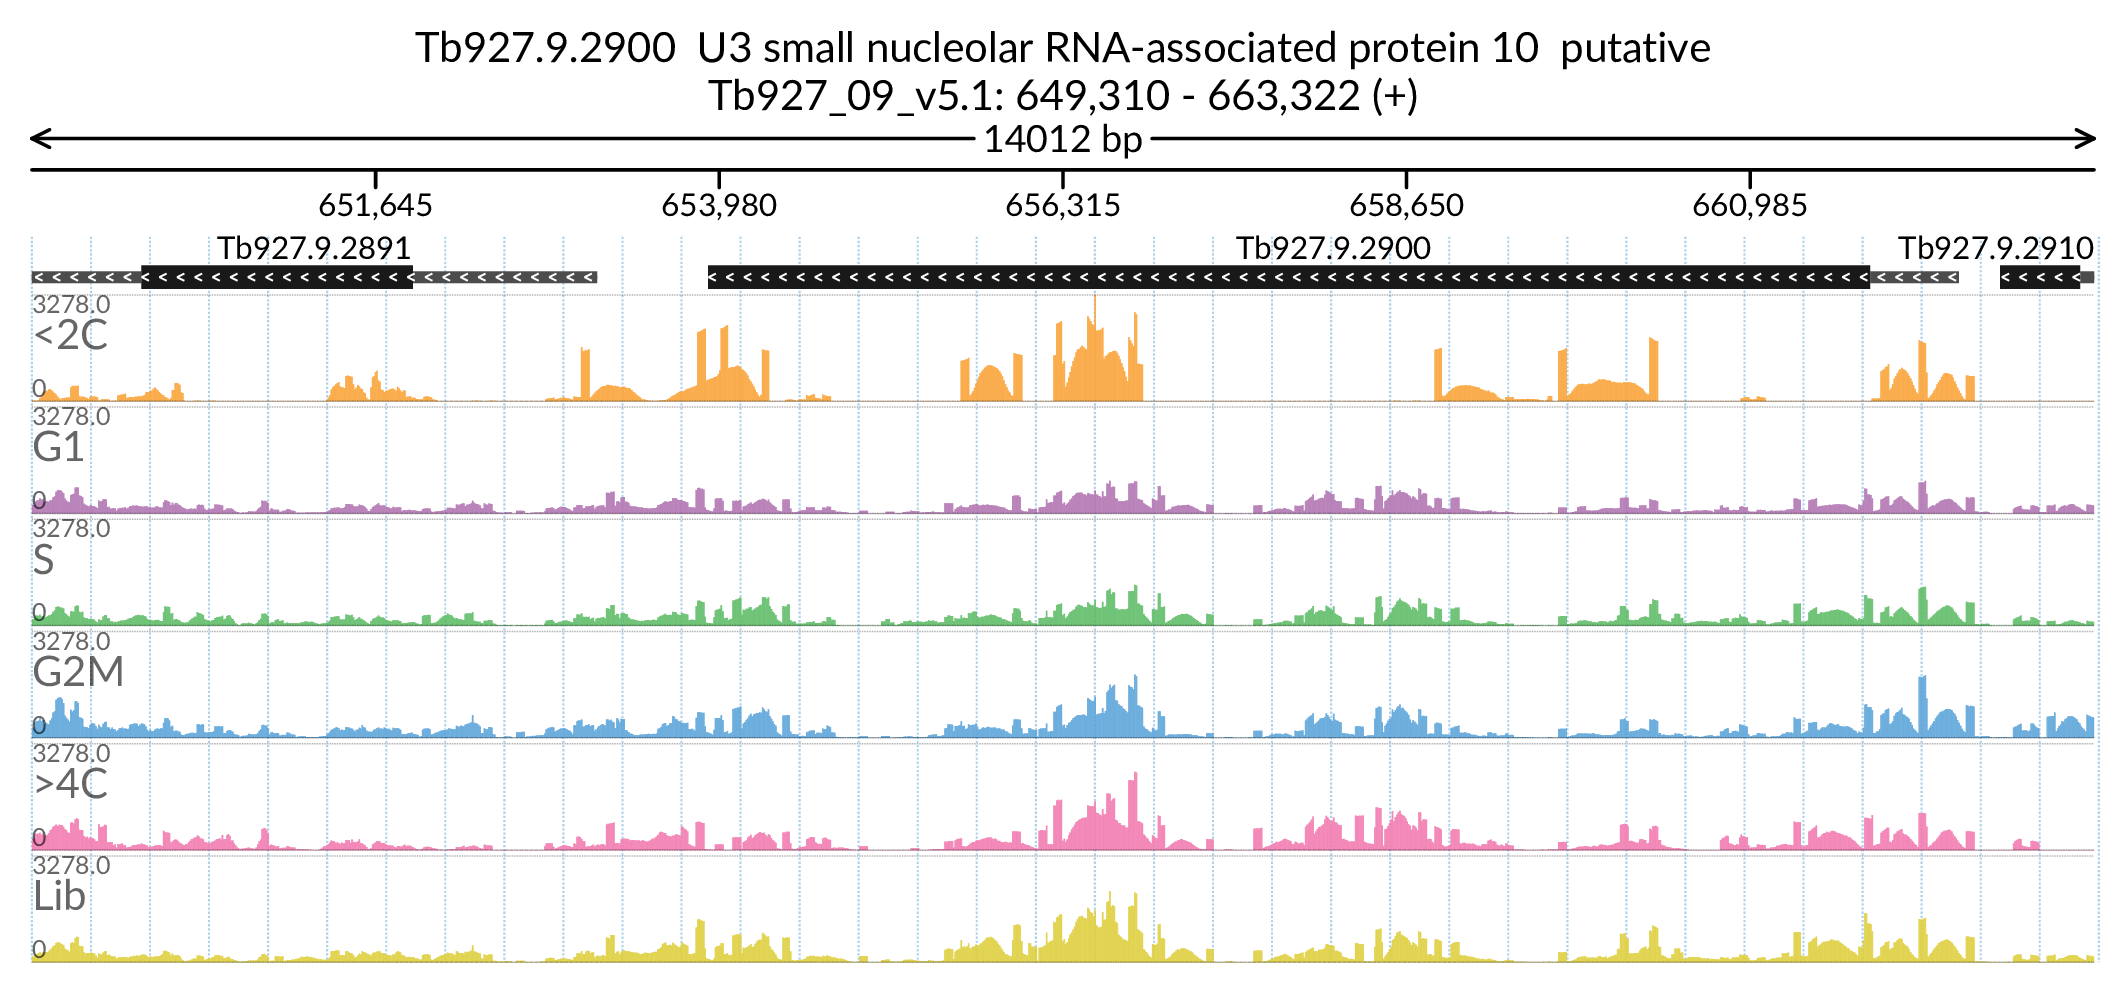 Tb927.9.2900  U3 small nucleolar RNA-associated protein 10  putative
Tb927_09_v5.1: 649,310 - 663,322 (+)
14012 bp
651,645 653,980 656,315 658,650 660,985
Tb927.9.2891 Tb927.9.2900 Tb927.9.2910
3278.0
<2C
0
3278.0
G1
0
3278.0
S
0
3278.0
G2M
0
3278.0
>4C
0
3278.0
Lib
0